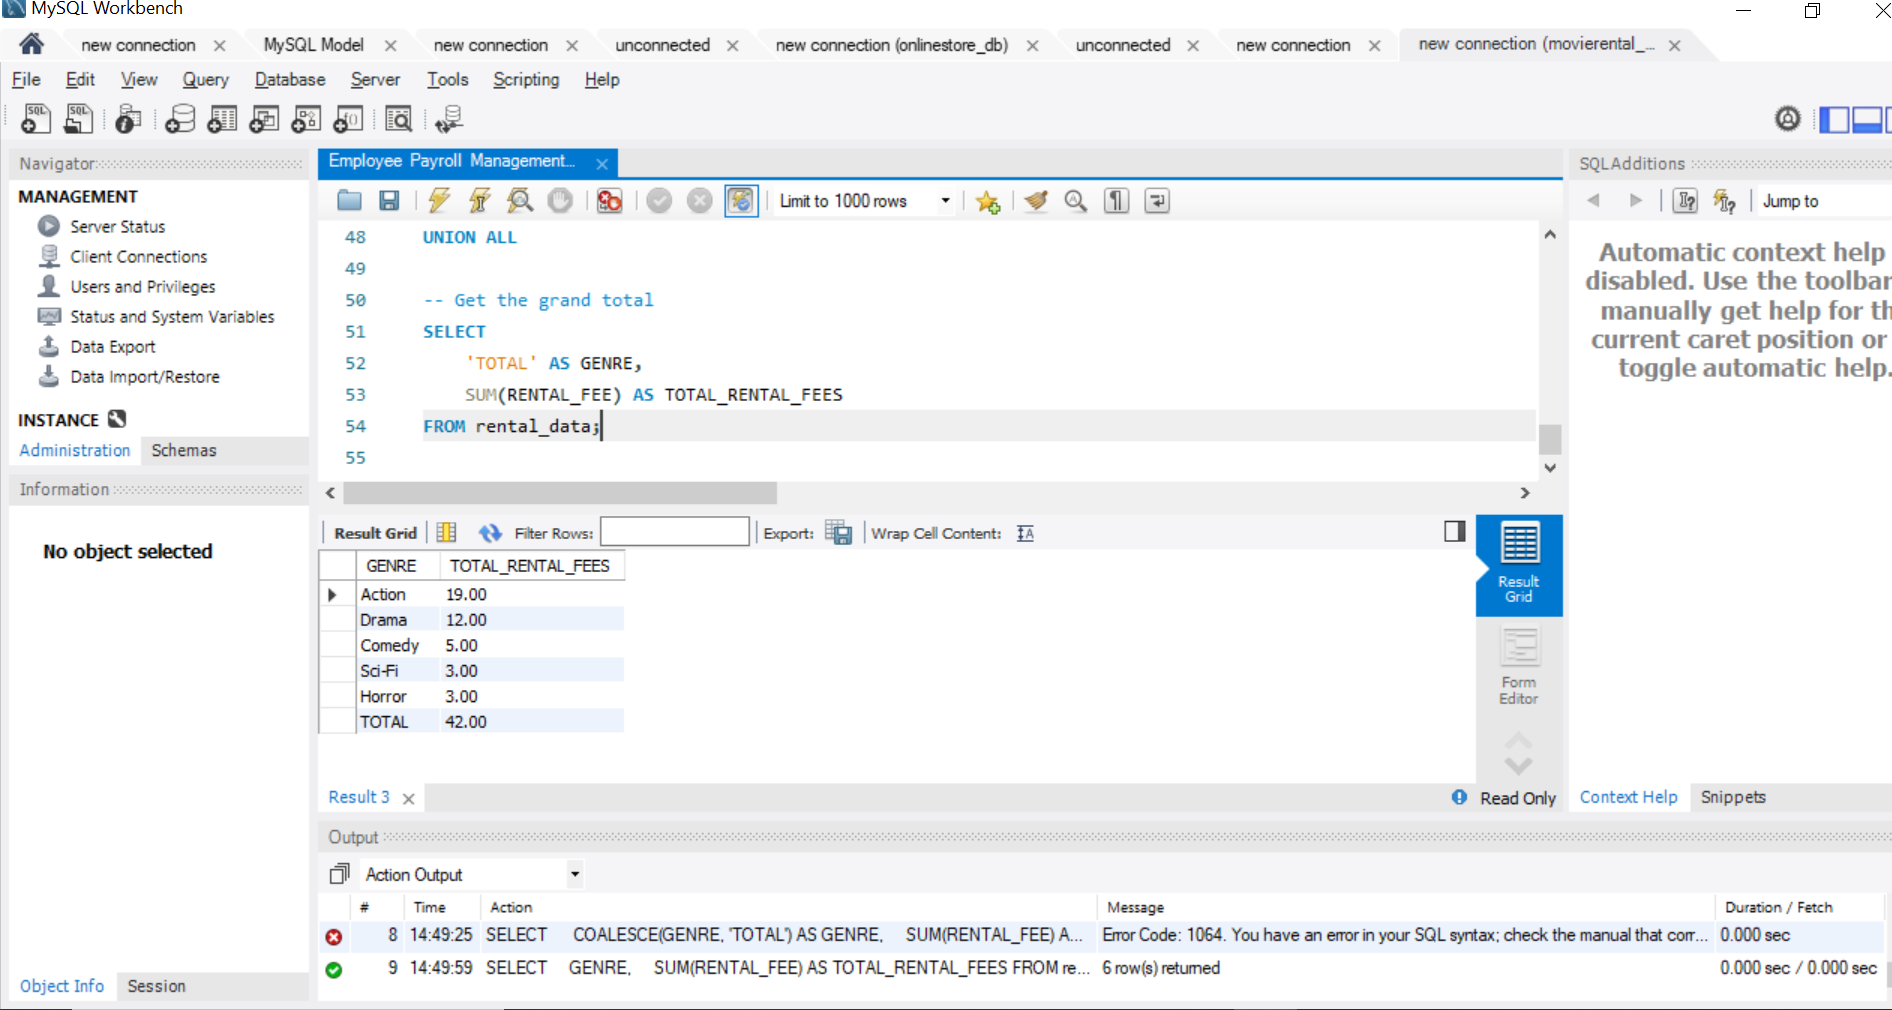 MySQL Workbench
new connection MySQL Model new connection unconnected new connection (onlinestore_db) unconnected new connection new connection (movierental_...
File Edit View Query Database Server Tools Scripting Help
Navigator
MANAGEMENT
Server Status
Client Connections
Users and Privileges
Status and System Variables
Data Export
Data Import/Restore
INSTANCE
Administration Schemas
Information
No object selected
Object Info Session
Employee Payroll Management...
Limit to 1000 rows
48 UNION ALL
49
50 -- Get the grand total
51 SELECT
52 'TOTAL' AS GENRE,
53 SUM(RENTAL_FEE) AS TOTAL_RENTAL_FEES
54 FROM rental_data;
55
Result Grid Filter Rows: Export: Wrap Cell Content:
GENRE TOTAL_RENTAL_FEES
Action 19.00
Drama 12.00
Comedy 5.00
Sci-Fi 3.00
Horror 3.00
TOTAL 42.00
Result Grid
Form Editor
Result 3 Read Only
SQLAdditions
Jump to
Automatic context help
disabled. Use the toolbar
manually get help for th
current caret position or
toggle automatic help.
Context Help Snippets
Output
Action Output
# Time Action Message Duration / Fetch
8 14:49:25 SELECT COALESCE(GENRE, 'TOTAL') AS GENRE, SUM(RENTAL_FEE) A... Error Code: 1064. You have an error in your SQL syntax; check the manual that corr... 0.000 sec
9 14:49:59 SELECT GENRE, SUM(RENTAL_FEE) AS TOTAL_RENTAL_FEES FROM re... 6 row(s) returned 0.000 sec / 0.000 sec